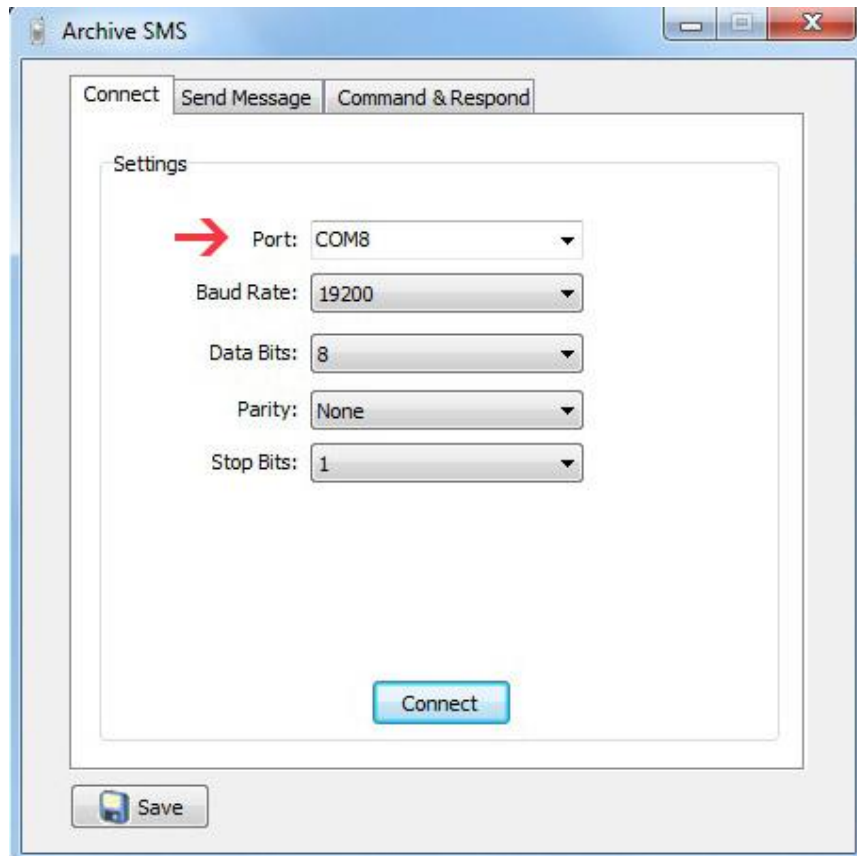 Archive SMS
Connect Send Message Command & Respond
Settings
Port: COM8
Baud Rate: 19200
Data Bits: 8
Parity: None
Stop Bits: 1
Connect
Save